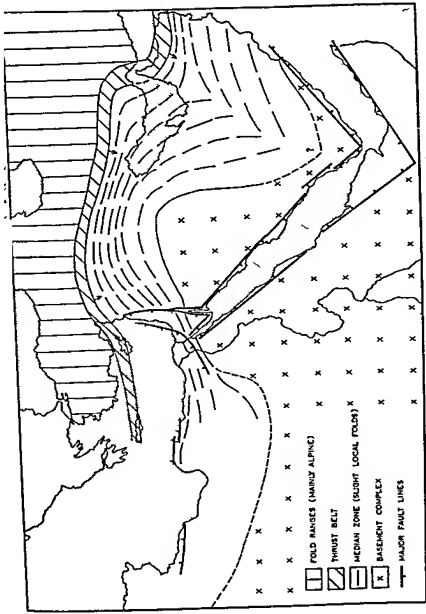 FOLD RANGES (MAINLY ALPINE)
THRUST BELT
MEDIAN ZONE (SLIGHT LOCAL FOLDS)
BASEMENT COMPLEX
MAJOR FAULT LINES
?